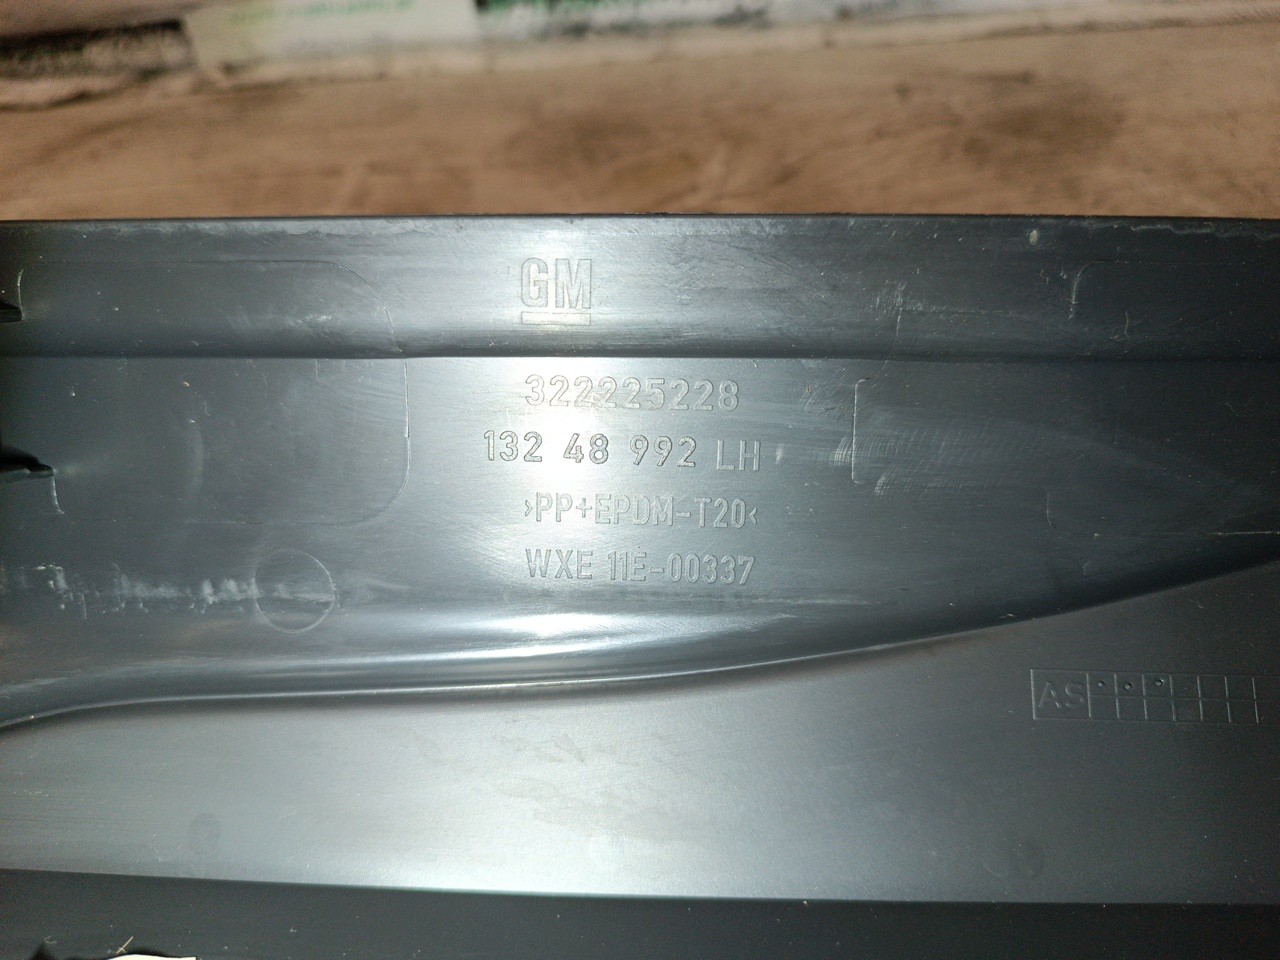 GM
322225228
132 48 992 LH
>PP+EPDM-T20<
WXE 11E-00337
AS